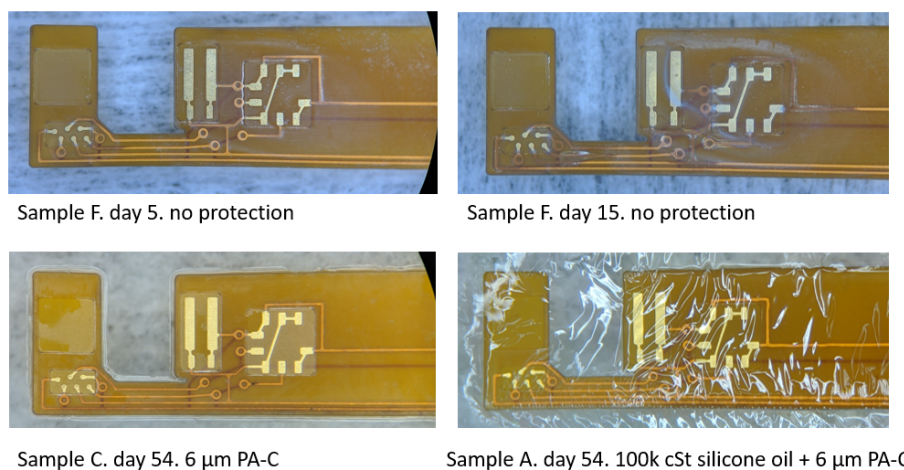 Sample F. day 5. no protection
Sample F. day 15. no protection
Sample C. day 54. 6 µm PA-C
Sample A. day 54. 100k cSt silicone oil + 6 µm PA-C